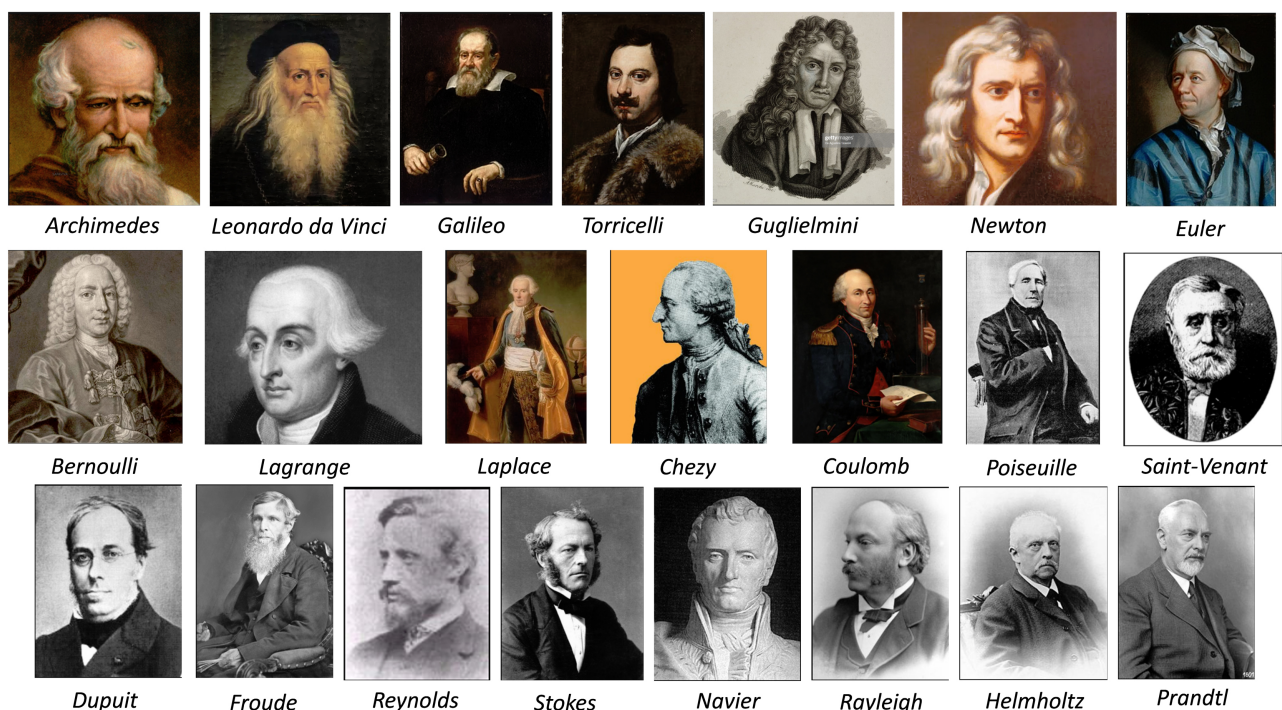 gettyimages
Archimedes
Leonardo da Vinci
Galileo
Torricelli
Guglielmini
Newton
Euler
Bernoulli
Lagrange
Laplace
Chezy
Coulomb
Poiseuille
Saint-Venant
Dupuit
Froude
Reynolds
Stokes
Navier
Rayleigh
Helmholtz
Prandtl